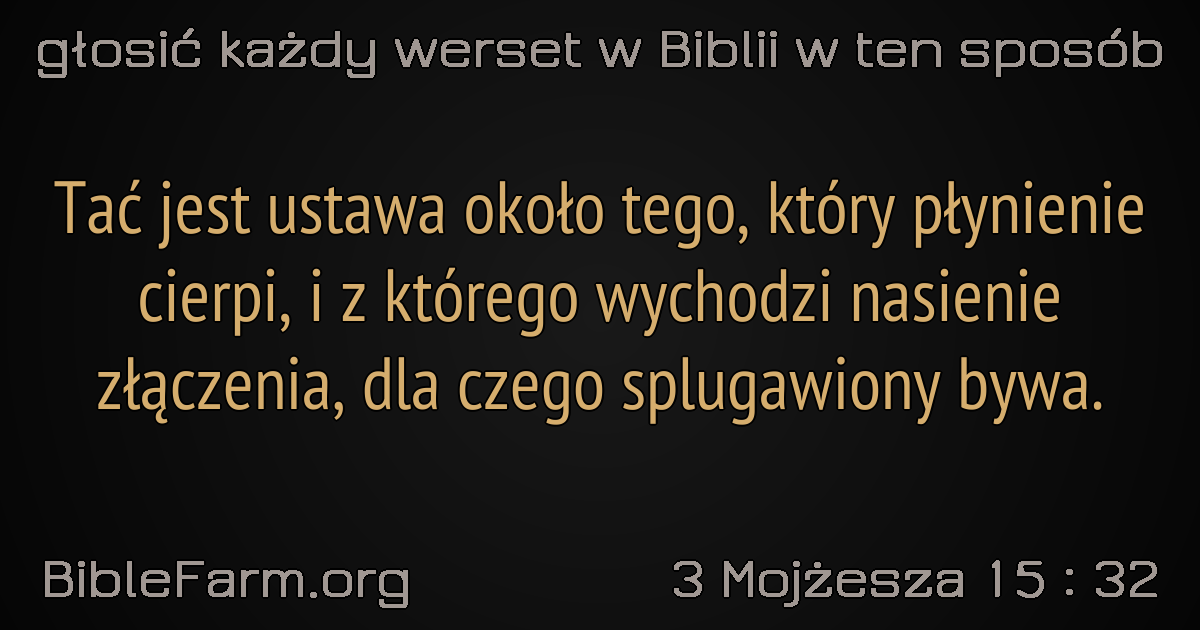 głosić każdy werset w Biblii w ten sposób
Tać jest ustawa około tego, który płynienie
cierpi, i z którego wychodzi nasienie
złączenia, dla czego splugawiony bywa.
BibleFarm.org
3 Mojżesza 15 : 32